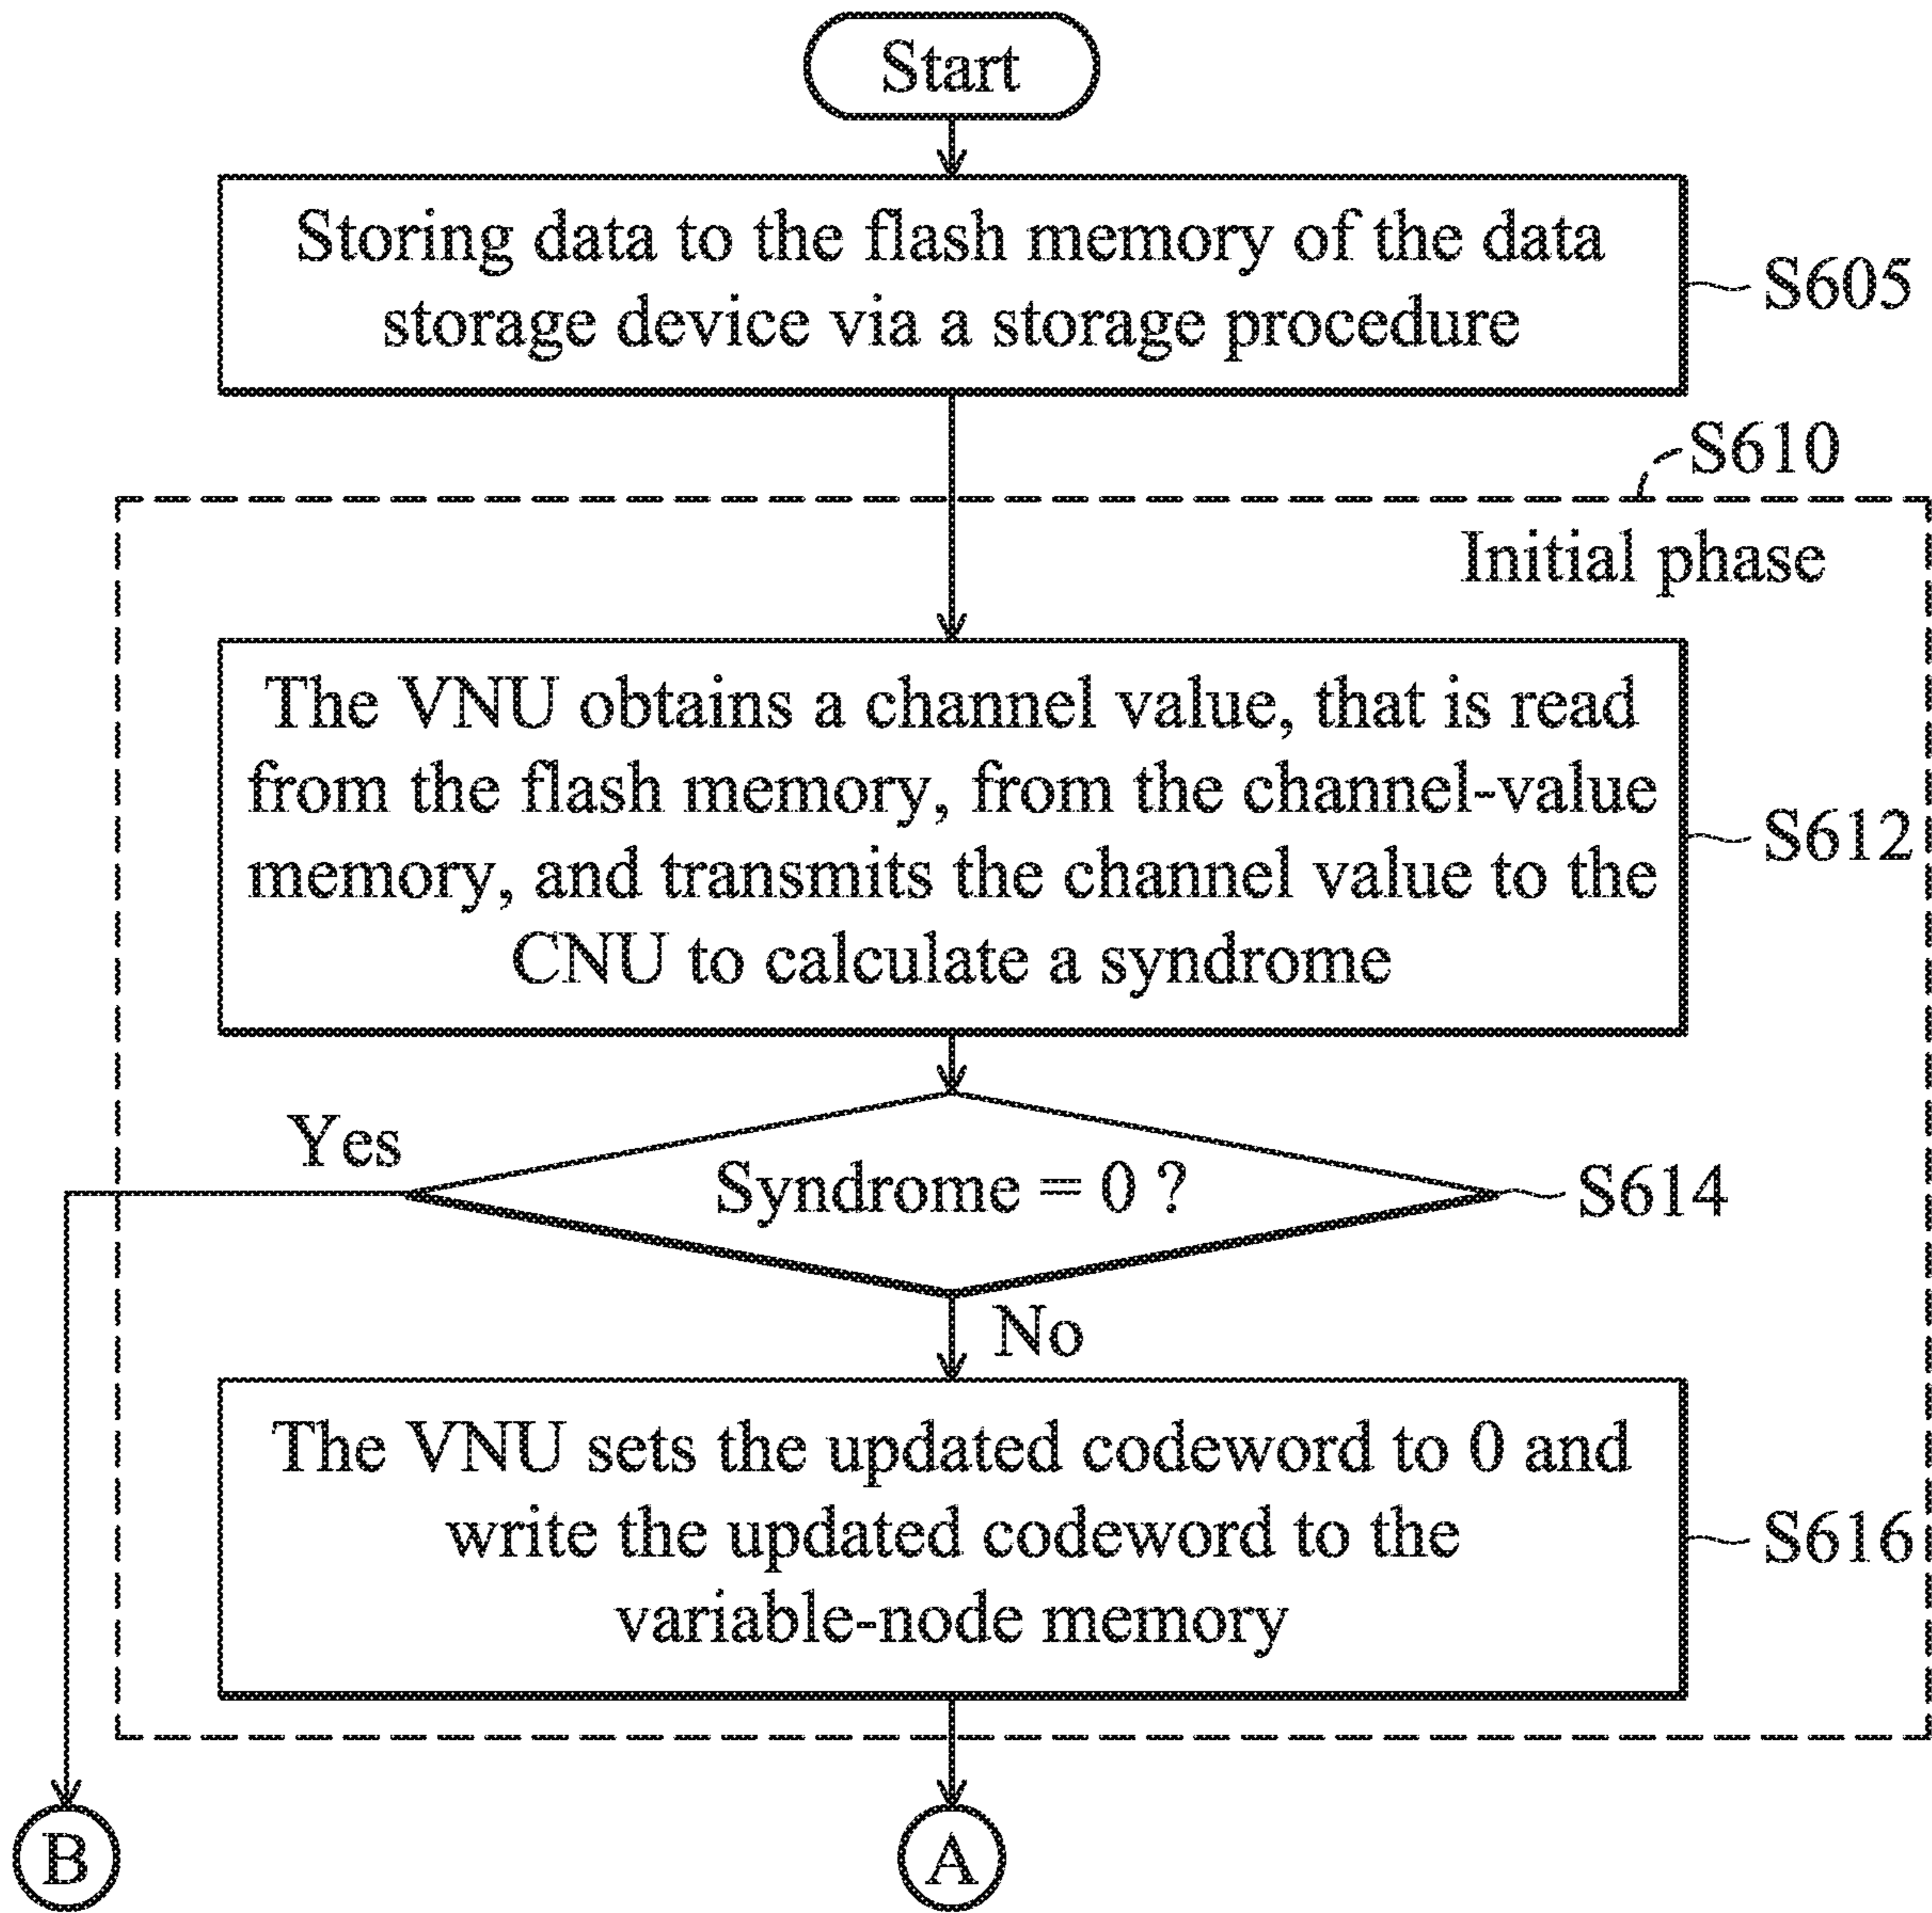 Start
Storing data to the flash memory of the data
storage device via a storage procedure
S605
S610
Initial phase
The VNU obtains a channel value, that is read
from the flash memory, from the channel-value
memory, and transmits the channel value to the
CNU to calculate a syndrome
S612
Yes
Syndrome = 0 ?
S614
No
The VNU sets the updated codeword to 0 and
write the updated codeword to the
variable-node memory
S616
B
A